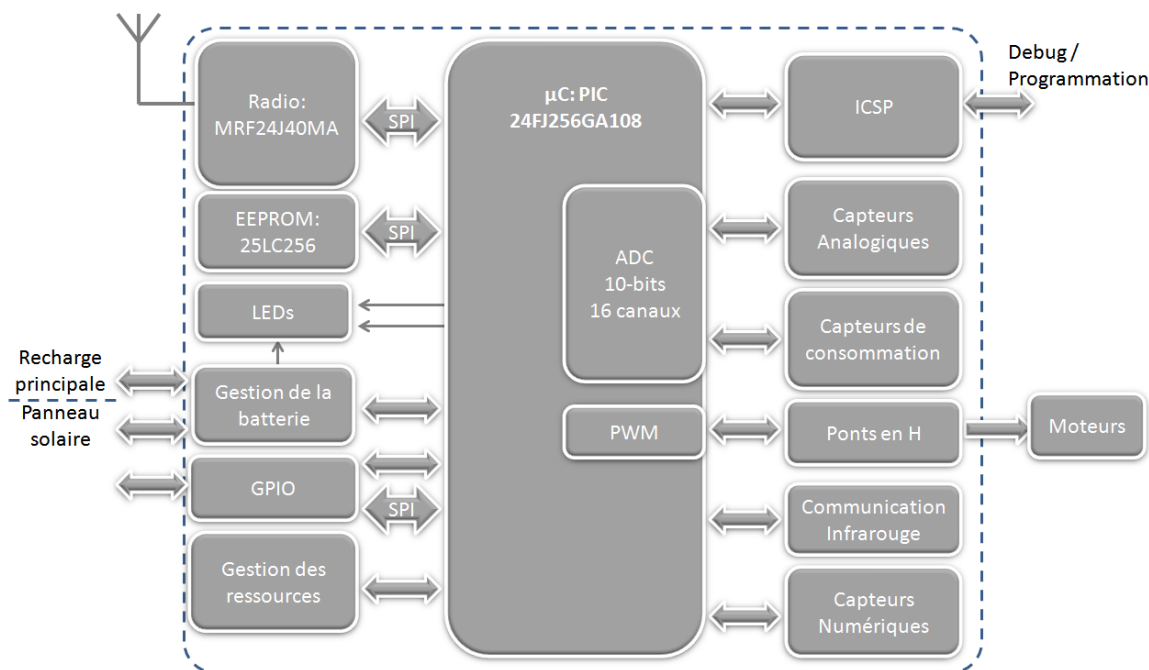 Radio:
MRF24J40MA
SPI
EEPROM:
25LC256
SPI
LEDs
Recharge
principale
Panneau
solaire
Gestion de la
batterie
GPIO
SPI
Gestion des
ressources
µC: PIC
24FJ256GA108
ADC
10-bits
16 canaux
PWM
ICSP
Debug /
Programmation
Capteurs
Analogiques
Capteurs de
consommation
Ponts en H
Moteurs
Communication
Infrarouge
Capteurs
Numériques